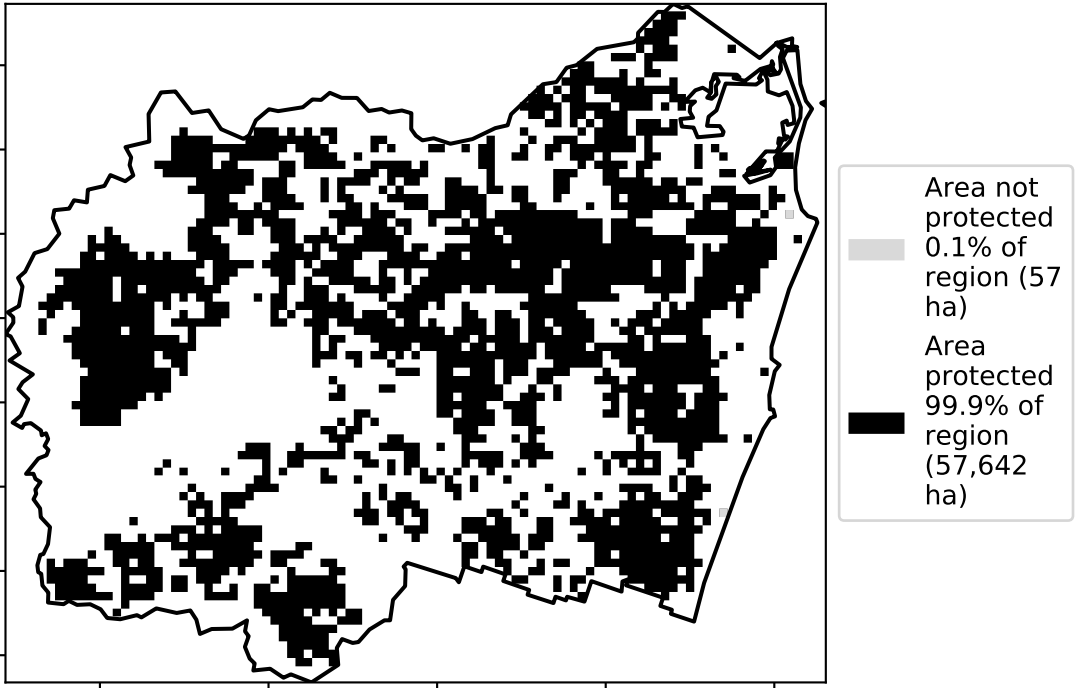 Area not
protected
0.1% of
region (57
ha)
Area
protected
99.9% of
region
(57,642
ha)